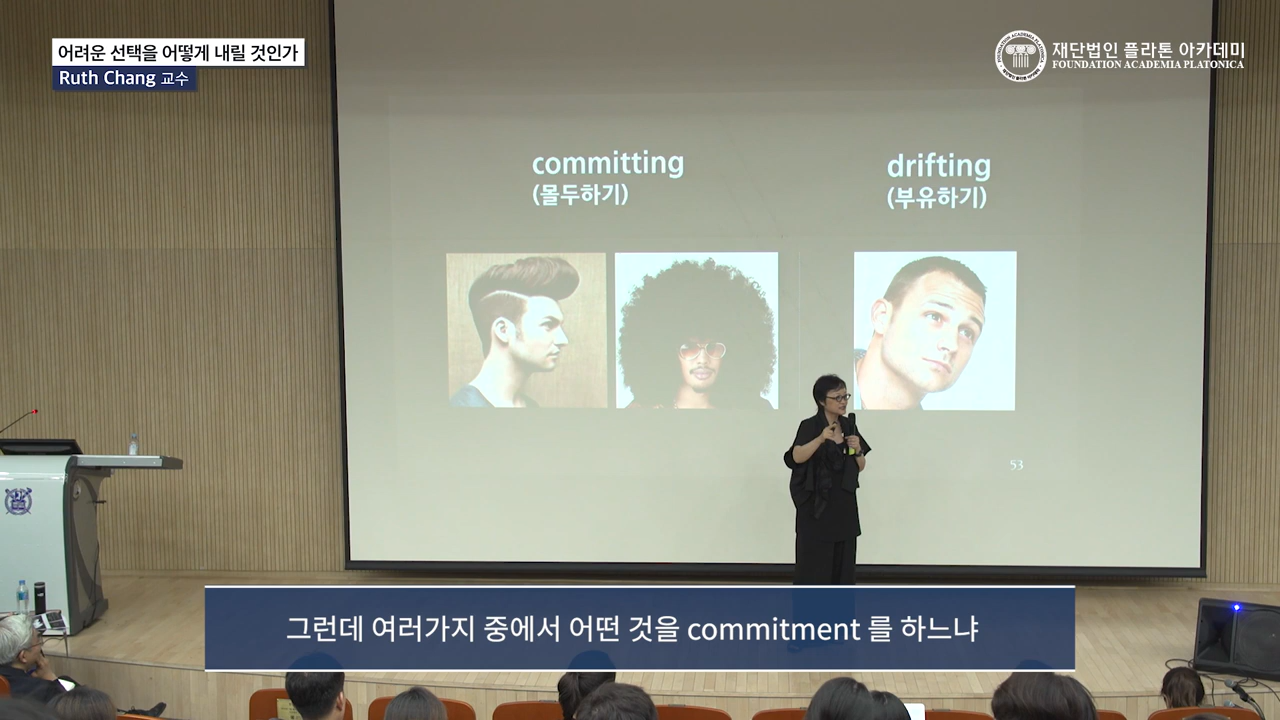 어려운 선택을 어떻게 내릴 것인가
Ruth Chang 교수
재단법인 플라톤 아카데미
FOUNDATION ACADEMIA PLATONICA
committing
(몰두하기)
drifting
(부유하기)
53
그런데 여러가지 중에서 어떤 것을 commitment 를 하느냐